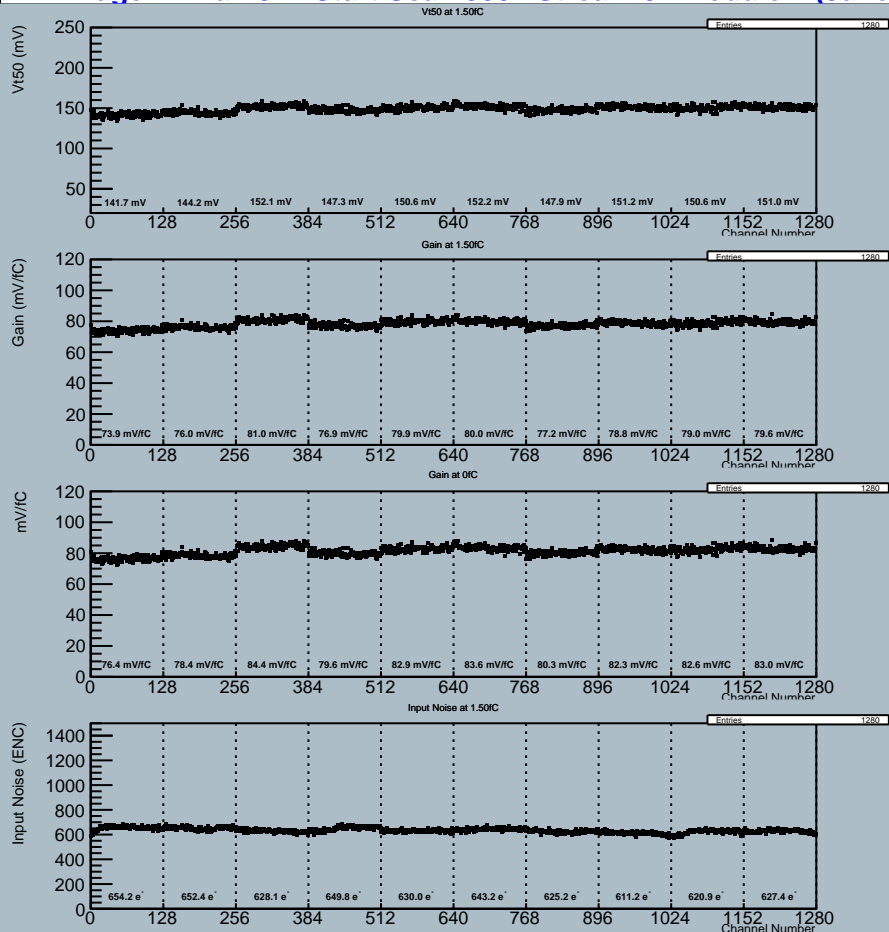 Vt50 at 1.50fC
Entries 1280
Vt50 (mV)
250
200
150
100
50
141.7 mV 144.2 mV 152.1 mV 147.3 mV 150.6 mV 152.2 mV 147.9 mV 151.2 mV 150.6 mV 151.0 mV
0 128 256 384 512 640 768 896 1024 1152 1280
Channel Number
Gain at 1.50fC
Entries 1280
Gain (mV/fC)
120
100
80
60
40
20
0
73.9 mV/fC 76.0 mV/fC 81.0 mV/fC 76.9 mV/fC 79.9 mV/fC 80.0 mV/fC 77.2 mV/fC 78.8 mV/fC 79.0 mV/fC 79.6 mV/fC
0 128 256 384 512 640 768 896 1024 1152 1280
Channel Number
Gain at 0fC
Entries 1280
mV/fC
120
100
80
60
40
20
0
76.4 mV/fC 78.4 mV/fC 84.4 mV/fC 79.6 mV/fC 82.9 mV/fC 83.6 mV/fC 80.3 mV/fC 82.3 mV/fC 82.6 mV/fC 83.0 mV/fC
0 128 256 384 512 640 768 896 1024 1152 1280
Channel Number
Input Noise at 1.50fC
Entries 1280
Input Noise (ENC)
1400
1200
1000
800
600
400
200
0
654.2 e⁻ 652.4 e⁻ 628.1 e⁻ 649.8 e⁻ 630.0 e⁻ 643.2 e⁻ 625.2 e⁻ 611.2 e⁻ 620.9 e⁻ 627.4 e⁻
0 128 256 384 512 640 768 896 1024 1152 1280
Channel Number